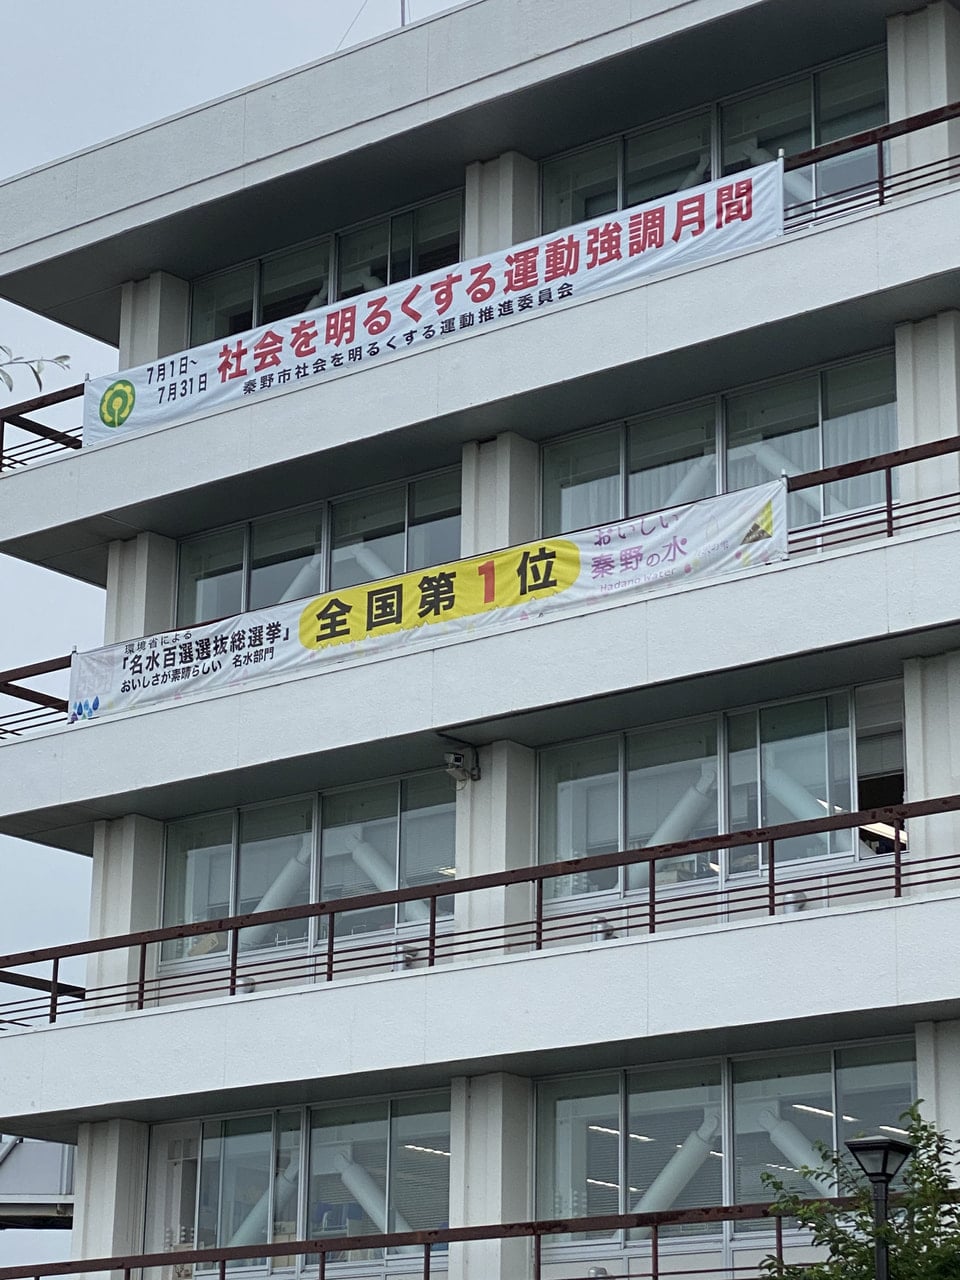 7月1日～
7月31日
社会を明るくする運動強調月間
秦野市社会を明るくする運動推進委員会
環境省による
「名水百選選抜総選挙」
おいしさが素晴らしい 名水部門
全国第1位
おいしい
秦野の水
Hadano Water